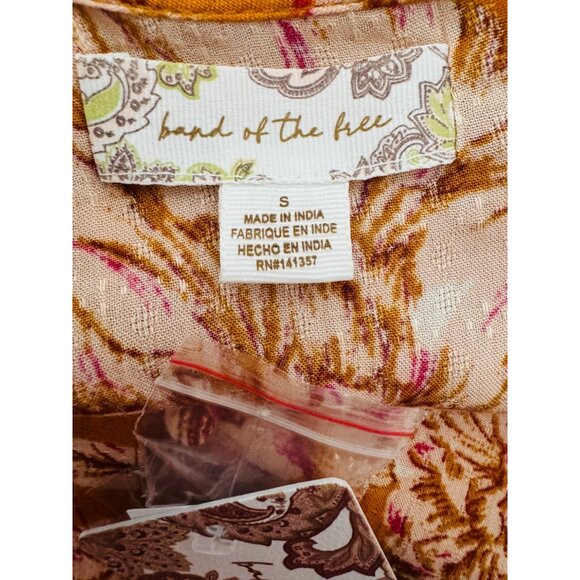 band of the free
S
MADE IN INDIA
FABRIQUE EN INDE
HECHO EN INDIA
RN#141357